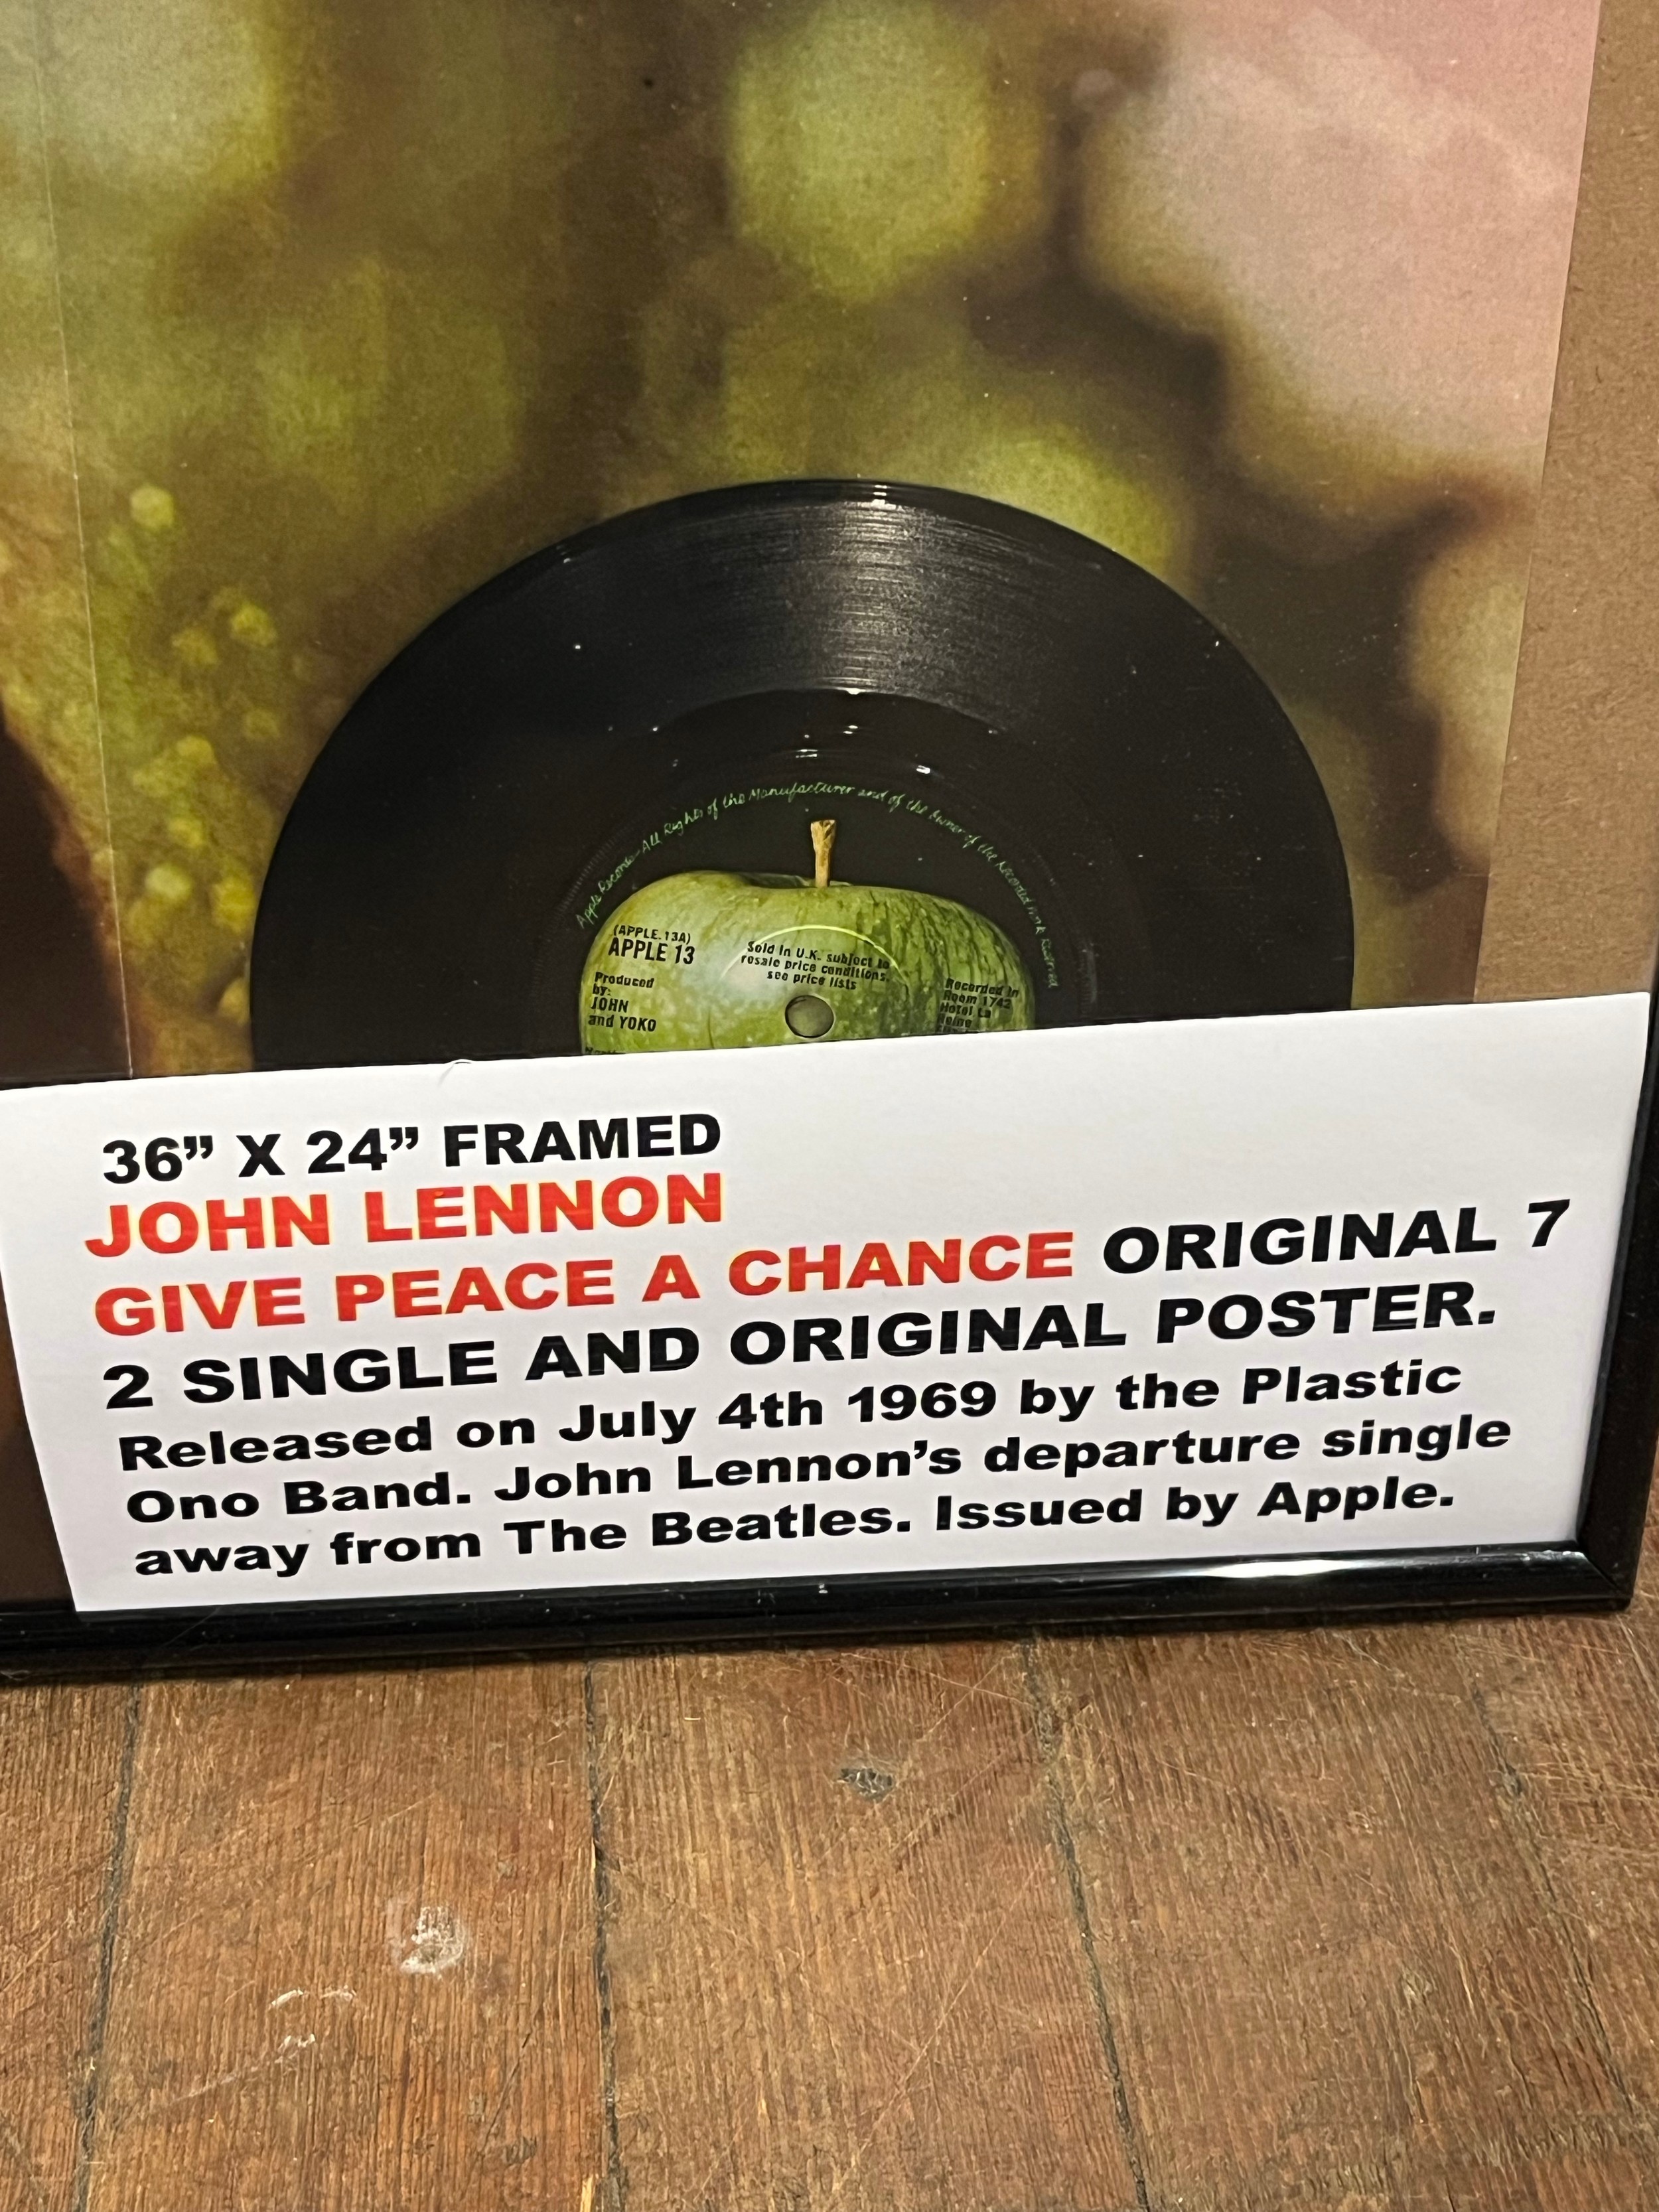 Apple Records-All Rights of the Manufacturer and of the Owner of the Recorded Work
(APPLE.13A)
APPLE 13
Produced
by:
JOHN
and YOKO
Sold in U.K. subject to
resale price conditions,
see price lists
Recorded in
Room 1742
Hotel La
Reine
36” X 24” FRAMED
JOHN LENNON
GIVE PEACE A CHANCE ORIGINAL 7
2 SINGLE AND ORIGINAL POSTER.
Released on July 4th 1969 by the Plastic
Ono Band. John Lennon’s departure single
away from The Beatles. Issued by Apple.